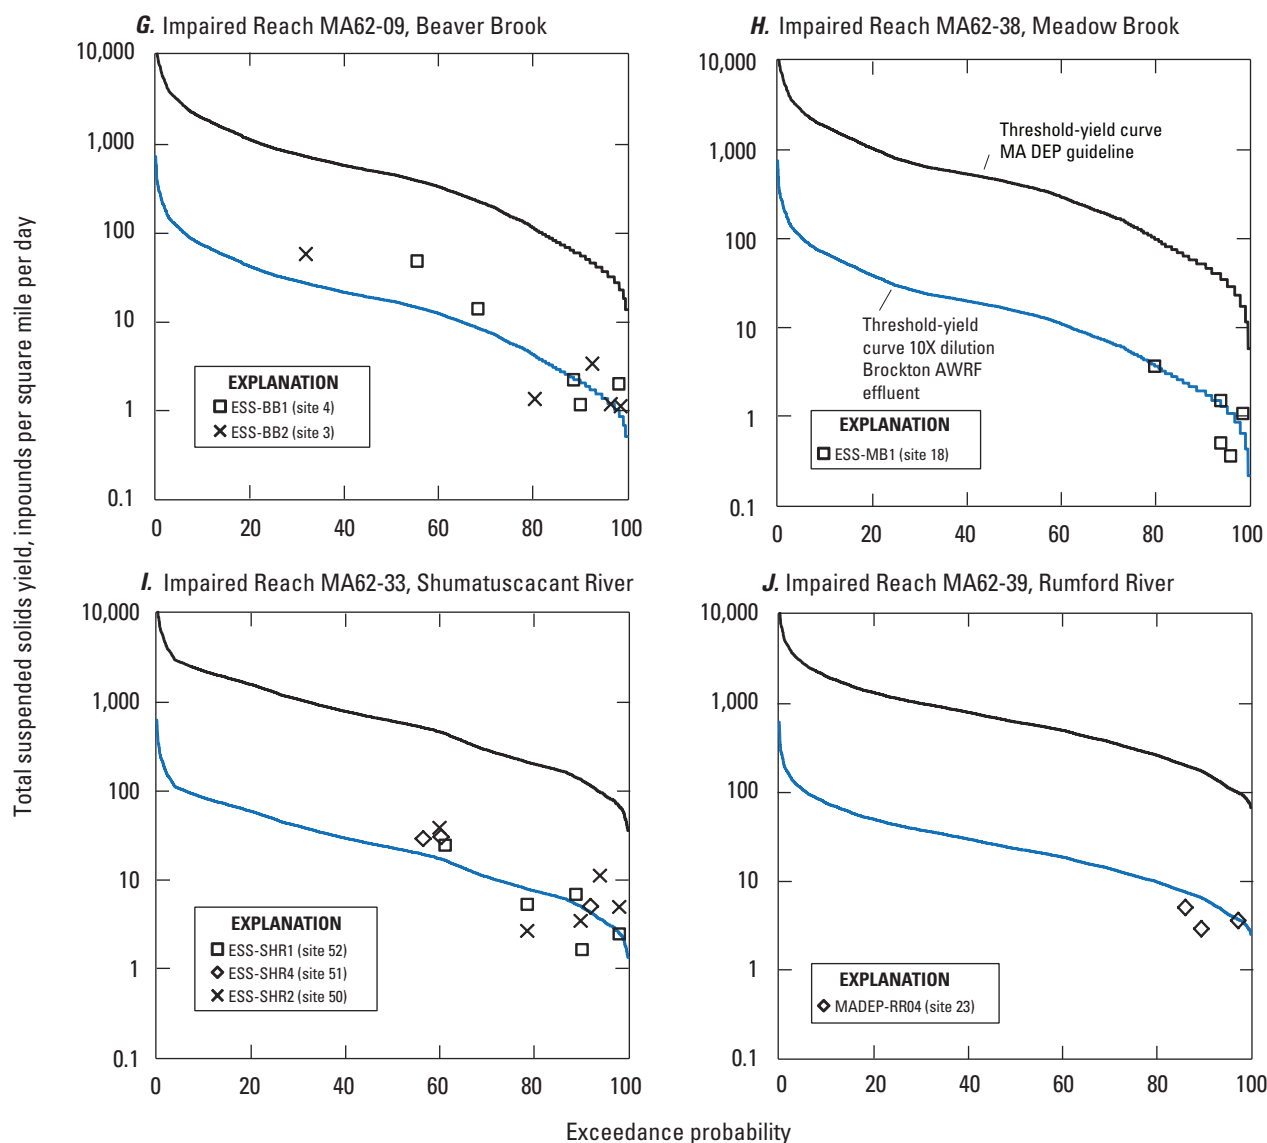 G. Impaired Reach MA62-09, Beaver Brook
10,000
1,000
100
10
1
0.1
0 20 40 60 80 100
EXPLANATION
ESS-BB1 (site 4)
ESS-BB2 (site 3)
H. Impaired Reach MA62-38, Meadow Brook
10,000
1,000
100
10
1
0.1
0 20 40 60 80 100
Threshold-yield curve
MA DEP guideline
Threshold-yield
curve 10X dilution
Brockton AWRF
effluent
EXPLANATION
ESS-MB1 (site 18)
Total suspended solids yield, inpounds per square mile per day
I. Impaired Reach MA62-33, Shumatuscacant River
10,000
1,000
100
10
1
0.1
0 20 40 60 80 100
EXPLANATION
ESS-SHR1 (site 52)
ESS-SHR4 (site 51)
ESS-SHR2 (site 50)
J. Impaired Reach MA62-39, Rumford River
10,000
1,000
100
10
1
0.1
0 20 40 60 80 100
EXPLANATION
MADEP-RR04 (site 23)
Exceedance probability